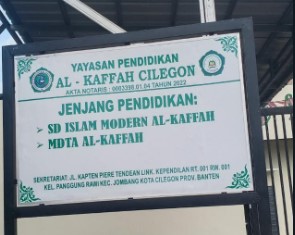 YAYASAN PENDIDIKAN
AL - KAFFAH CILEGON
AKTA NOTARIS : 0003398.01.04 TAHUN 2022
JENJANG PENDIDIKAN:
SD ISLAM MODERN AL-KAFFAH
MDTA AL-KAFFAH
SEKRETARIAT: JL. KAPTEN PIERE TENDEAN LINK. KEPENDILAN RT. 001 RW. 001
KEL. PANGGUNG RAWI KEC. JOMBANG KOTA CILEGON PROV. BANTEN